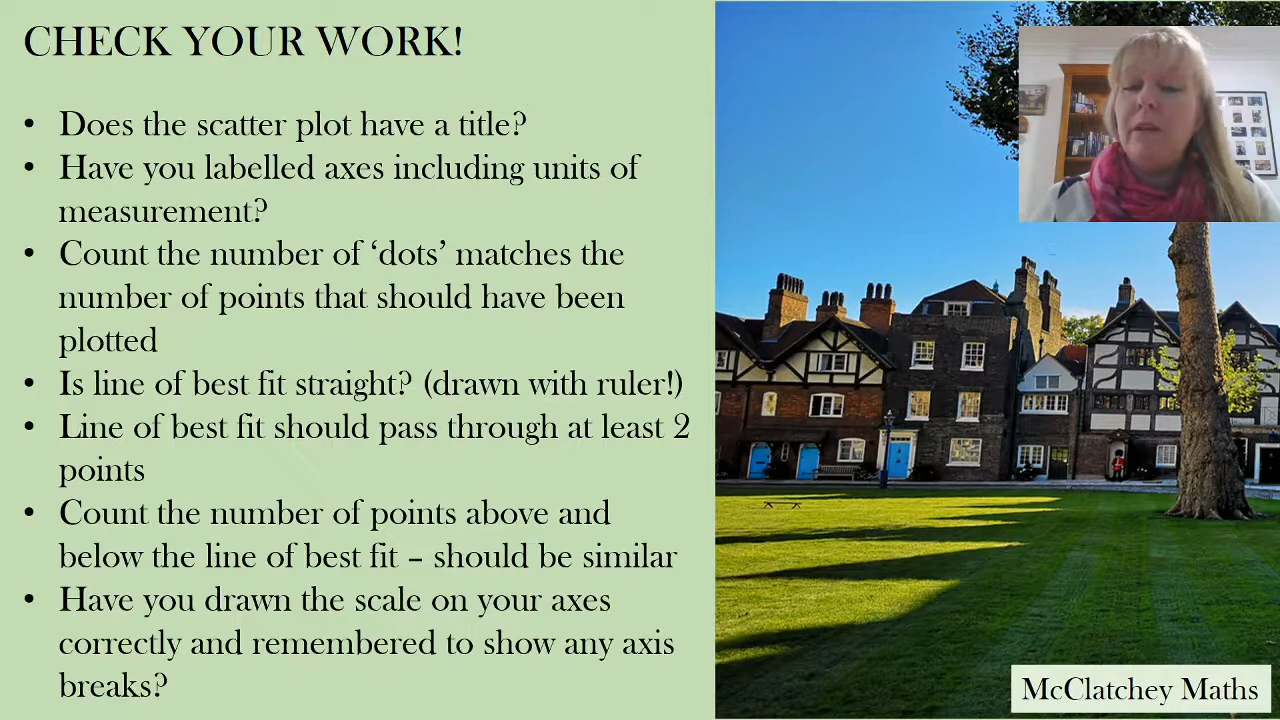 CHECK YOUR WORK!
• Does the scatter plot have a title?
• Have you labelled axes including units of
measurement?
• Count the number of ‘dots’ matches the
number of points that should have been
plotted
• Is line of best fit straight? (drawn with ruler!)
• Line of best fit should pass through at least 2
points
• Count the number of points above and
below the line of best fit – should be similar
• Have you drawn the scale on your axes
correctly and remembered to show any axis
breaks?
McClatchey Maths